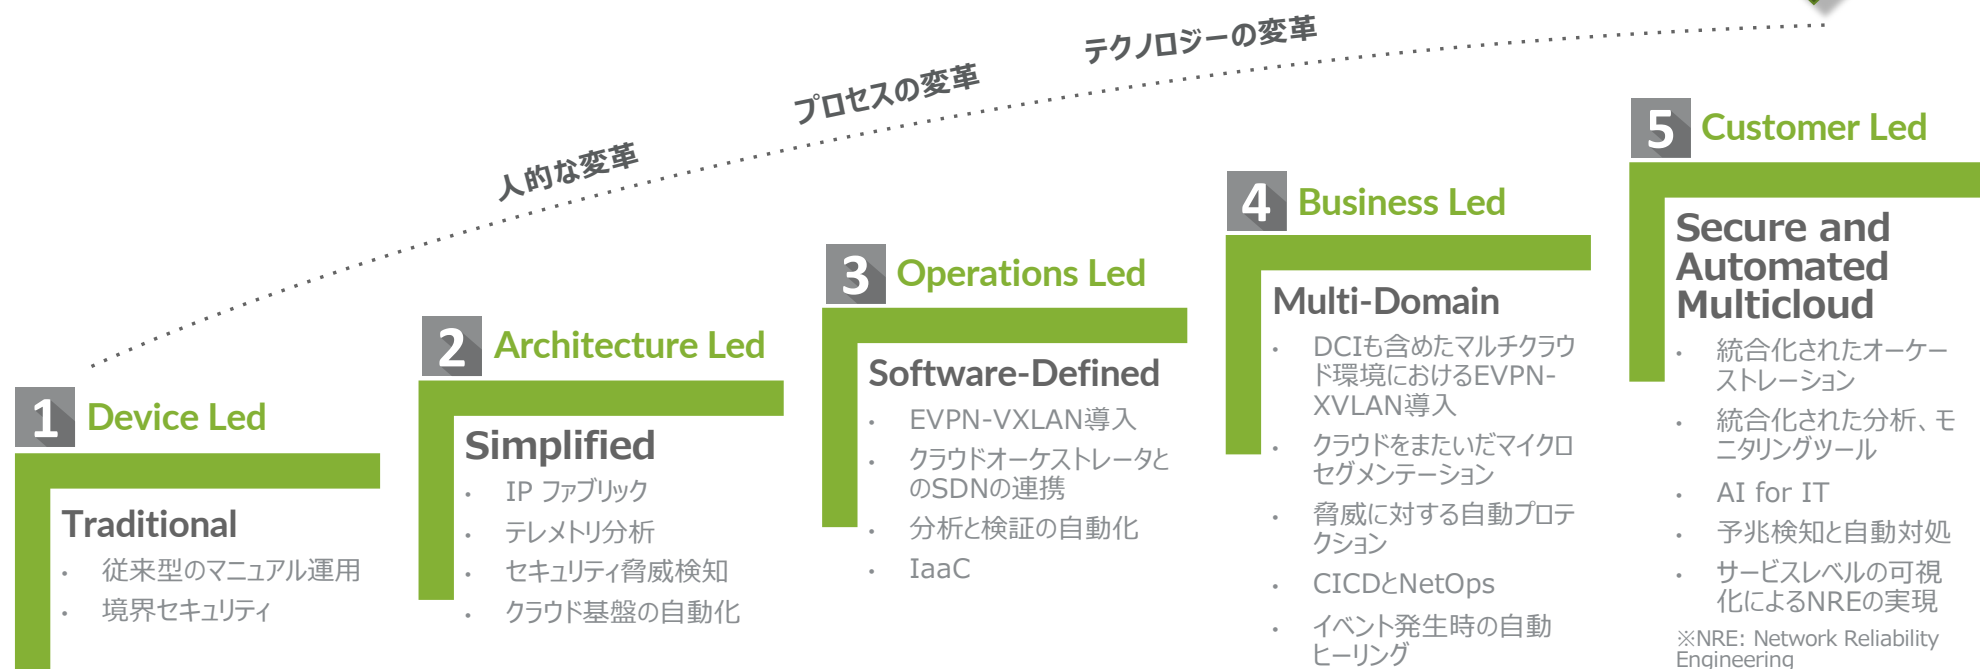 人的な変革
プロセスの変革
テクノロジーの変革
1 Device Led
Traditional
・ 従来型のマニュアル運用
・ 境界セキュリティ
2 Architecture Led
Simplified
・ IP ファブリック
・ テレメトリ分析
・ セキュリティ脅威検知
・ クラウド基盤の自動化
3 Operations Led
Software-Defined
・ EVPN-VXLAN導入
・ クラウドオーケストレータと
のSDNの連携
・ 分析と検証の自動化
・ IaaC
4 Business Led
Multi-Domain
・ DCIも含めたマルチクラウ
ド環境におけるEVPN-
XVLAN導入
・ クラウドをまたいだマイクロ
セグメンテーション
・ 脅威に対する自動プロテ
クション
・ CICDとNetOps
・ イベント発生時の自動
ヒーリング
5 Customer Led
Secure and
Automated
Multicloud
・ 統合化されたオーケー
ストレーション
・ 統合化された分析、モ
ニタリングツール
・ AI for IT
・ 予兆検知と自動対処
・ サービスレベルの可視
化によるNREの実現
※NRE: Network Reliability
Engineering